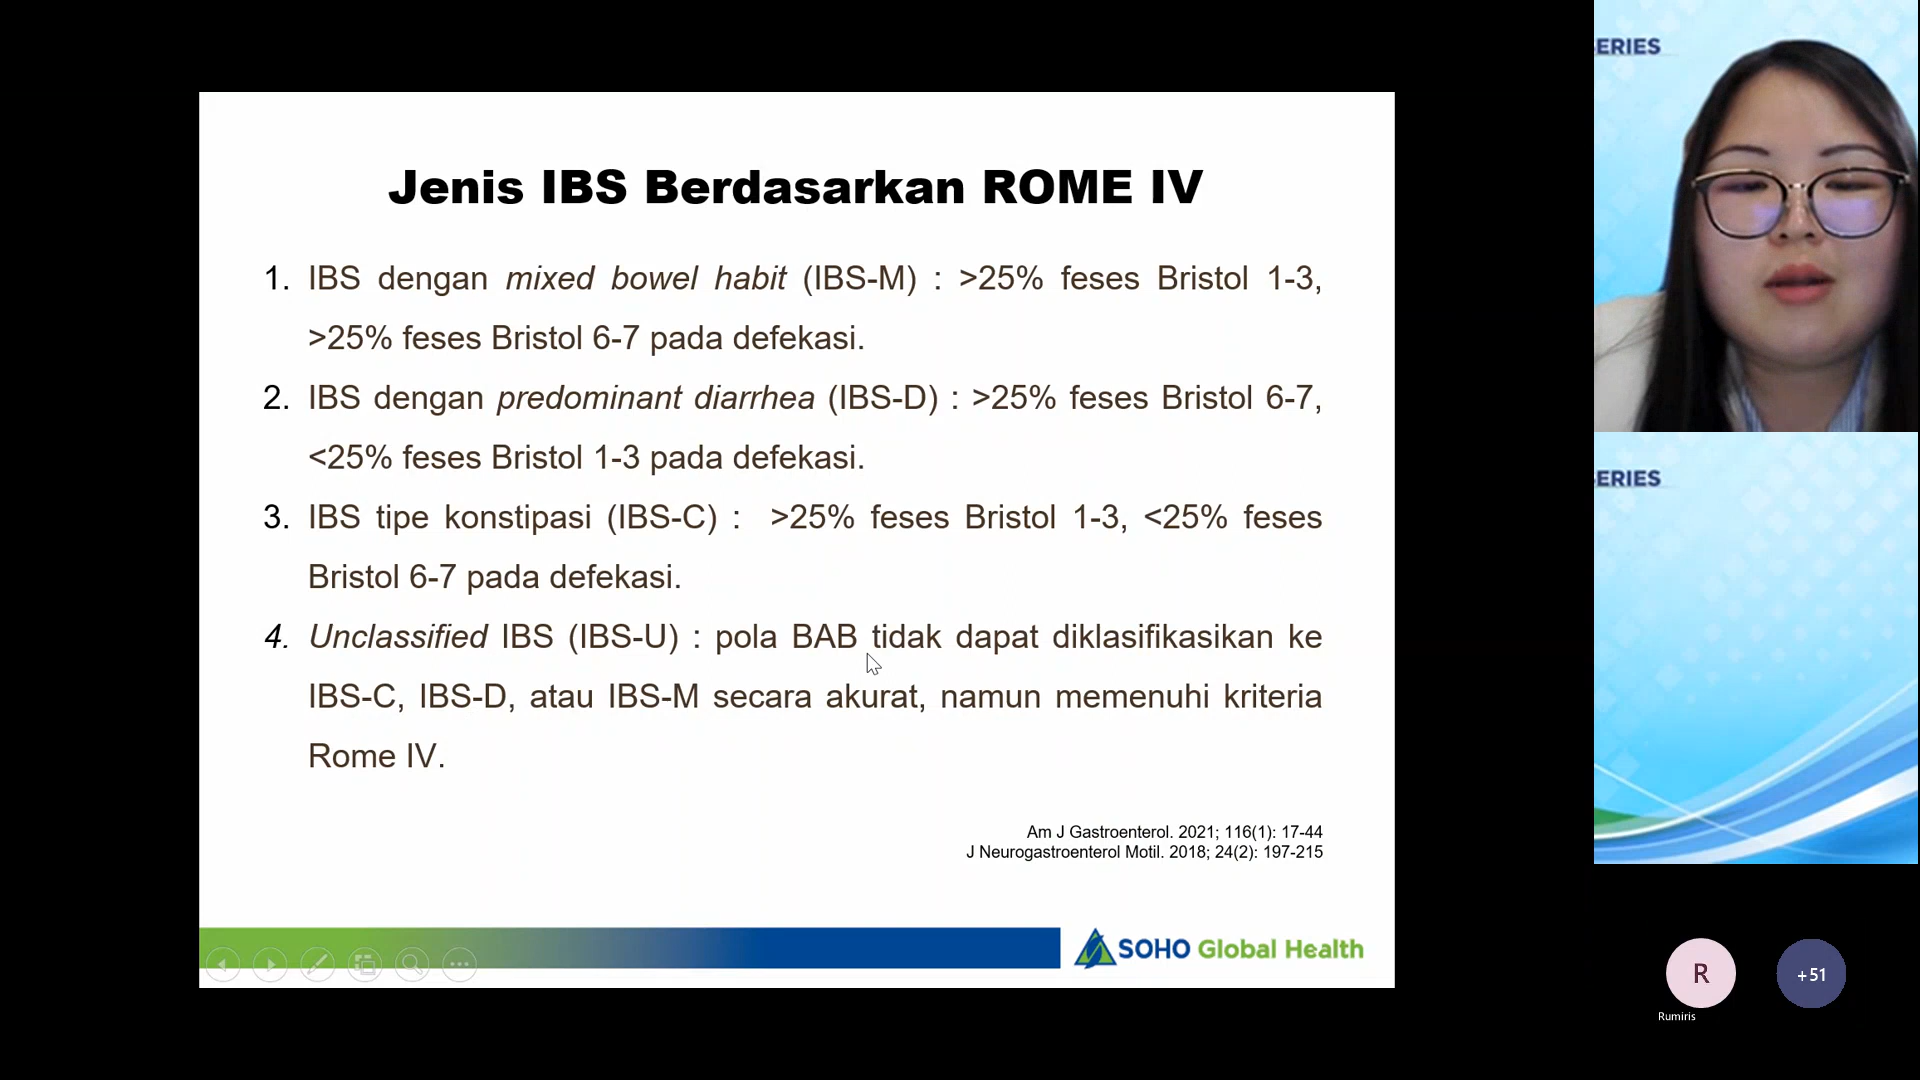 Jenis IBS Berdasarkan ROME IV
1. IBS dengan mixed bowel habit (IBS-M) : >25% feses Bristol 1-3,
>25% feses Bristol 6-7 pada defekasi.
2. IBS dengan predominant diarrhea (IBS-D) : >25% feses Bristol 6-7,
<25% feses Bristol 1-3 pada defekasi.
3. IBS tipe konstipasi (IBS-C) : >25% feses Bristol 1-3, <25% feses
Bristol 6-7 pada defekasi.
4. Unclassified IBS (IBS-U) : pola BAB tidak dapat diklasifikasikan ke
IBS-C, IBS-D, atau IBS-M secara akurat, namun memenuhi kriteria
Rome IV.
Am J Gastroenterol. 2021; 116(1): 17-44
J Neurogastroenterol Motil. 2018; 24(2): 197-215
SOHO Global Health
ERIES
ERIES
R
Rumiris
+51